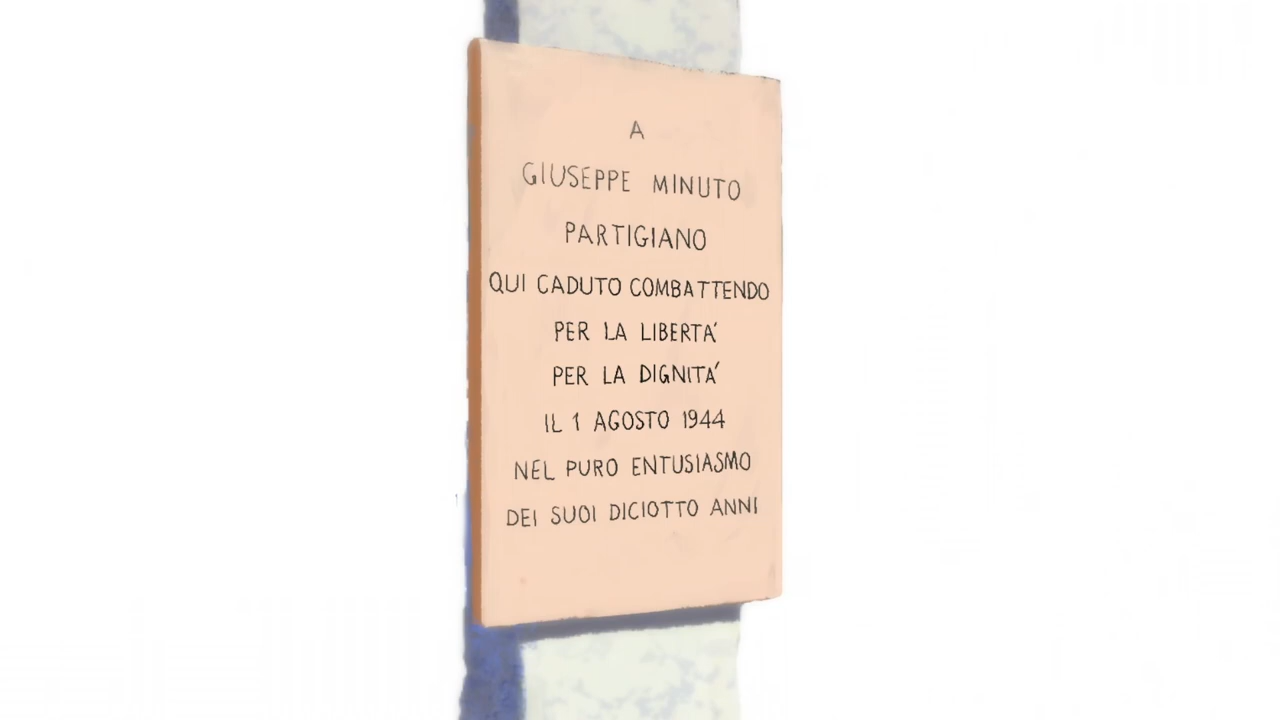 A
GIUSEPPE MINUTO
PARTIGIANO
QUI CADUTO COMBATTENDO
PER LA LIBERTA'
PER LA DIGNITA'
IL 1 AGOSTO 1944
NEL PURO ENTUSIASMO
DEI SUOI DICIOTTO ANNI